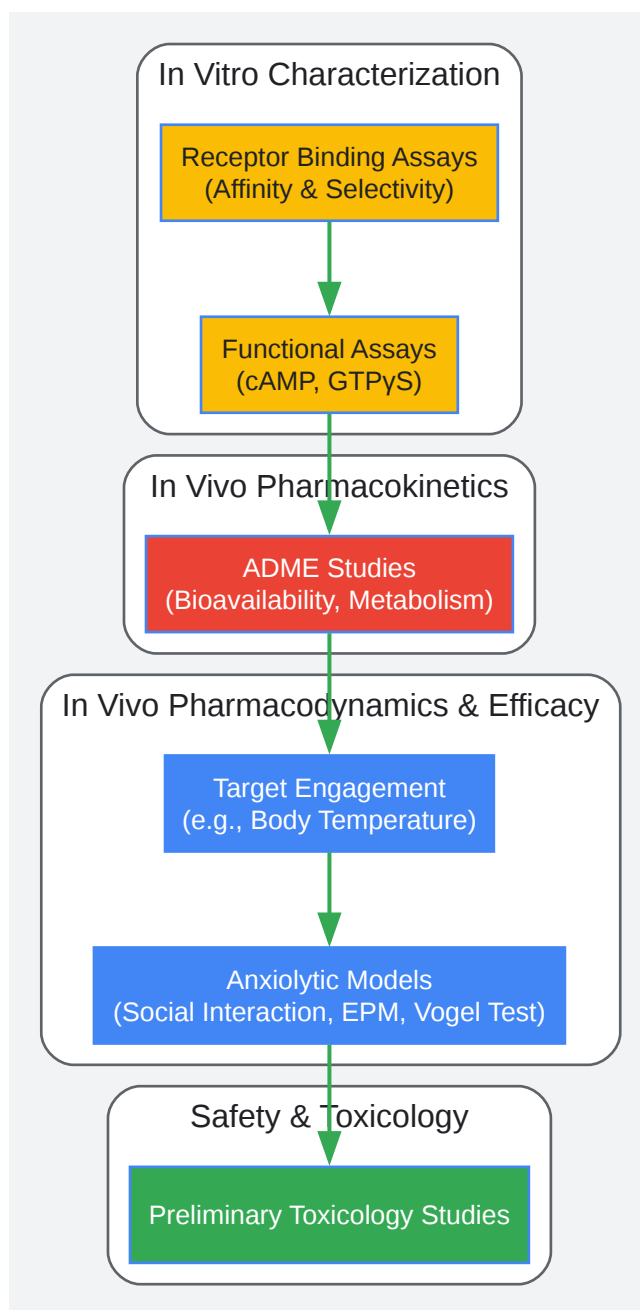 In Vitro Characterization
Receptor Binding Assays
(Affinity & Selectivity)
Functional Assays
(cAMP, GTPγS)
In Vivo Pharmacokinetics
ADME Studies
(Bioavailability, Metabolism)
In Vivo Pharmacodynamics & Efficacy
Target Engagement
(e.g., Body Temperature)
Anxiolytic Models
(Social Interaction, EPM, Vogel Test)
Safety & Toxicology
Preliminary Toxicology Studies